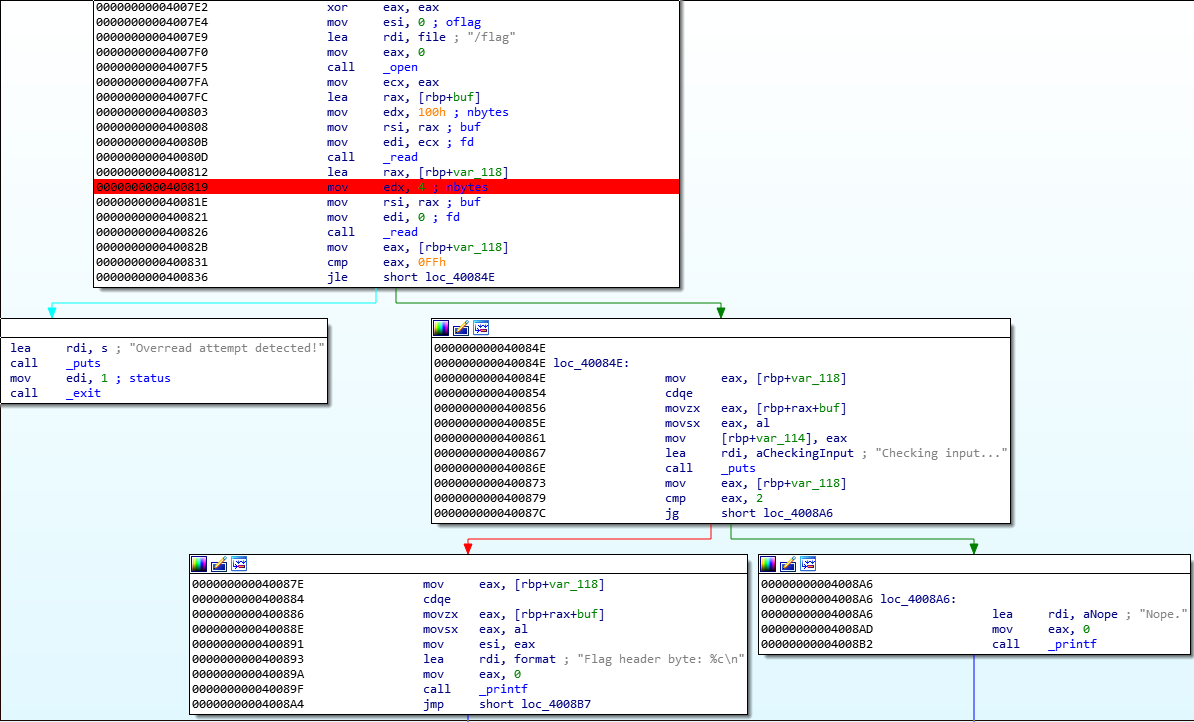 00000000004007E2 xor eax, eax
00000000004007E4 mov esi, 0 ; oflag
00000000004007E9 lea rdi, file ; "/flag"
00000000004007F0 mov eax, 0
00000000004007F5 call _open
00000000004007FA mov ecx, eax
00000000004007FC lea rax, [rbp+buf]
0000000000400803 mov edx, 100h ; nbytes
0000000000400808 mov rsi, rax ; buf
000000000040080B mov edi, ecx ; fd
000000000040080D call _read
0000000000400812 lea rax, [rbp+var_118]
0000000000400819 mov edx, 4 ; nbytes
000000000040081E mov rsi, rax ; buf
0000000000400821 mov edi, 0 ; fd
0000000000400826 call _read
000000000040082B mov eax, [rbp+var_118]
0000000000400831 cmp eax, 0FFh
0000000000400836 jle short loc_40084E
lea rdi, s ; "Overread attempt detected!"
call _puts
mov edi, 1 ; status
call _exit
000000000040084E
000000000040084E loc_40084E:
000000000040084E mov eax, [rbp+var_118]
0000000000400854 cdqe
0000000000400856 movzx eax, [rbp+rax+buf]
000000000040085E movsx eax, al
0000000000400861 mov [rbp+var_114], eax
0000000000400867 lea rdi, aCheckingInput ; "Checking input..."
000000000040086E call _puts
0000000000400873 mov eax, [rbp+var_118]
0000000000400879 cmp eax, 2
000000000040087C jg short loc_4008A6
000000000040087E mov eax, [rbp+var_118]
0000000000400884 cdqe
0000000000400886 movzx eax, [rbp+rax+buf]
000000000040088E movsx eax, al
0000000000400891 mov esi, eax
0000000000400893 lea rdi, format ; "Flag header byte: %c\n"
000000000040089A mov eax, 0
000000000040089F call _printf
00000000004008A4 jmp short loc_4008B7
00000000004008A6
00000000004008A6 loc_4008A6:
00000000004008A6 lea rdi, aNope ; "Nope."
00000000004008AD mov eax, 0
00000000004008B2 call _printf